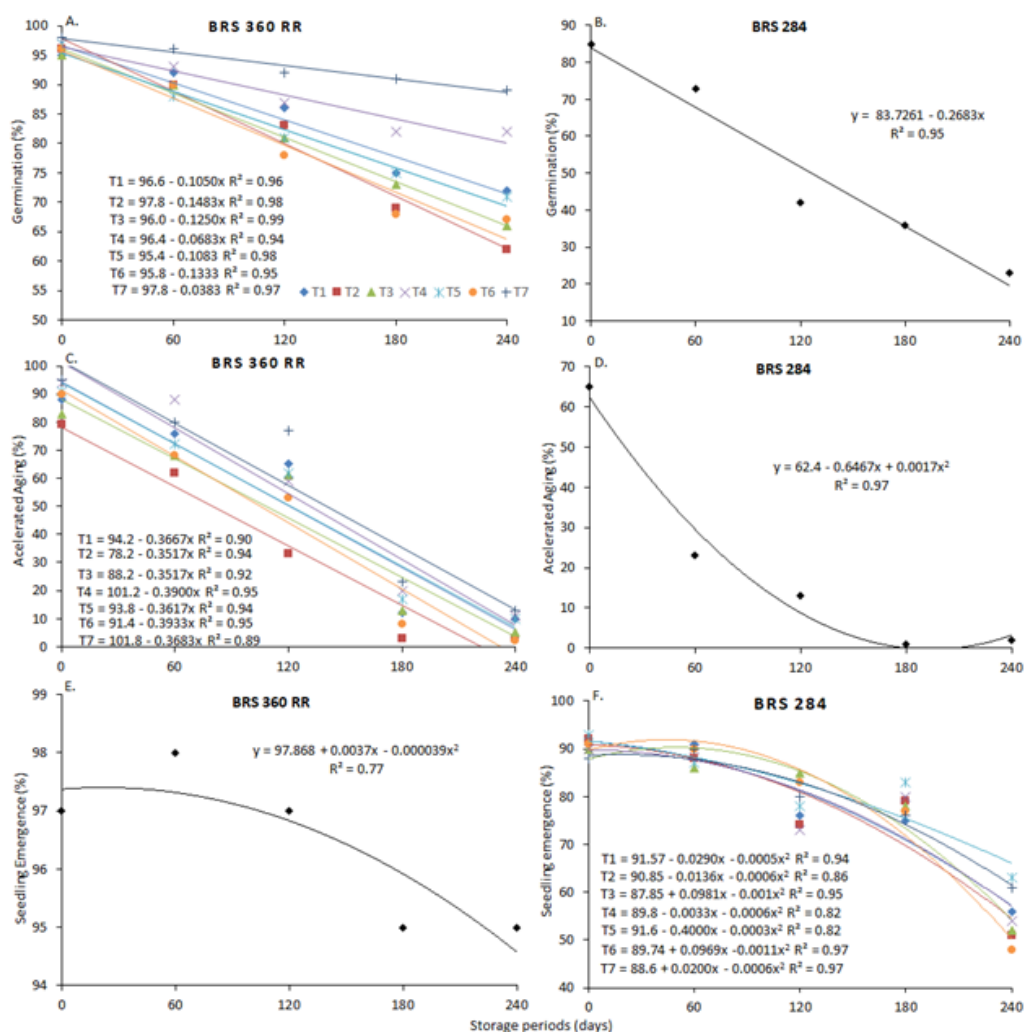 A.
BRS 360 RR
100
95
90
85
80
75
70
65
60
55
50
Germination (%)
T1 = 96.6 - 0.1050x R² = 0.96
T2 = 97.8 - 0.1483x R² = 0.98
T3 = 96.0 - 0.1250x R² = 0.99
T4 = 96.4 - 0.0683x R² = 0.94
T5 = 95.4 - 0.1083 R² = 0.98
T6 = 95.8 - 0.1333 R² = 0.95
T7 = 97.8 - 0.0383 R² = 0.97
T1 T2 T3 T4 T5 T6 T7
0 60 120 180 240
B.
BRS 284
90
80
70
60
50
40
30
20
10
Germination (%)
y = 83.7261 - 0.2683x
R² = 0.95
0 60 120 180 240
C.
BRS 360 RR
100
90
80
70
60
50
40
30
20
10
0
Acelerated Aging (%)
T1 = 94.2 - 0.3667x R² = 0.90
T2 = 78.2 - 0.3517x R² = 0.94
T3 = 88.2 - 0.3517x R² = 0.92
T4 = 101.2 - 0.3900x R² = 0.95
T5 = 93.8 - 0.3617x R² = 0.94
T6 = 91.4 - 0.3933x R² = 0.95
T7 = 101.8 - 0.3683x R² = 0.89
0 60 120 180 240
D.
BRS 284
70
60
50
40
30
20
10
0
Acelerated Aging (%)
y = 62.4 - 0.6467x + 0.0017x²
R² = 0.97
0 60 120 180 240
E.
BRS 360 RR
99
98
97
96
95
94
Seedling Emergence (%)
y = 97.868 + 0.0037x - 0.000039x²
R² = 0.77
0 60 120 180 240
F.
BRS 284
100
90
80
70
60
50
40
Seedling emergence (%)
T1 = 91.57 - 0.0290x - 0.0005x² R² = 0.94
T2 = 90.85 - 0.0136x - 0.0006x² R² = 0.86
T3 = 87.85 + 0.0981x - 0.001x² R² = 0.95
T4 = 89.8 - 0.0033x - 0.0006x² R² = 0.82
T5 = 91.6 - 0.4000x - 0.0003x² R² = 0.82
T6 = 89.74 + 0.0969x -0.0011x² R² = 0.97
T7 = 88.6 + 0.0200x - 0.0006x² R² = 0.97
0 60 120 180 240
Storage periods (days)